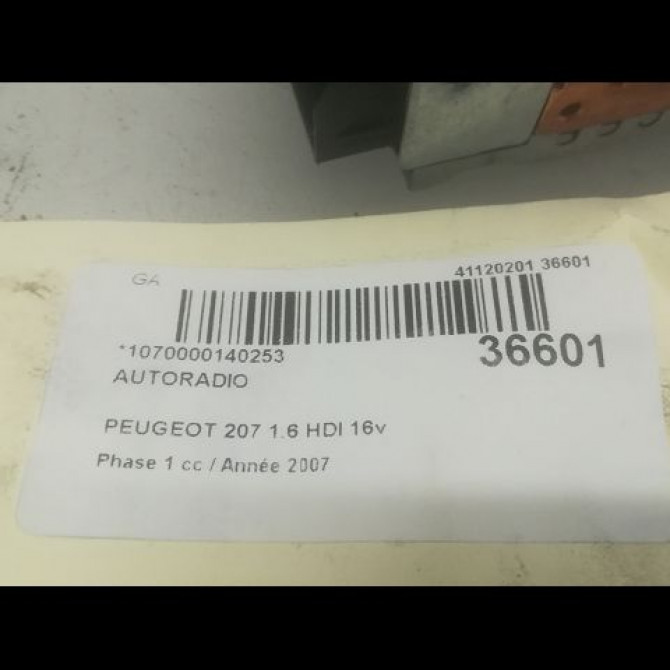 GA
41120201 36601
*1070000140253
36601
AUTORADIO
PEUGEOT 207 1.6 HDI 16v
Phase 1 cc / Année 2007